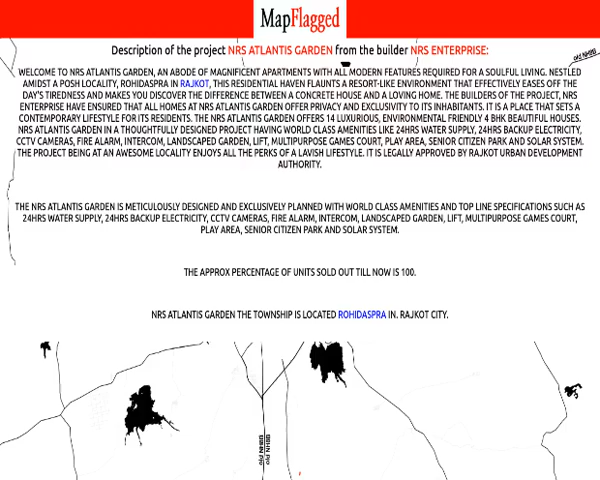 MapFlagged
Description of the project NRS ATLANTIS GARDEN from the builder NRS ENTERPRISE:
old NH8B
WELCOME TO NRS ATLANTIS GARDEN, AN ABODE OF MAGNIFICENT APARTMENTS WITH ALL MODERN FEATURES REQUIRED FOR A SOULFUL LIVING. NESTLED
AMIDST A POSH LOCALITY, ROHIDASPRA IN RAJKOT, THIS RESIDENTIAL HAVEN FLAUNTS A RESORT-LIKE ENVIRONMENT THAT EFFECTIVELY EASES OFF THE
DAY'S TIREDNESS AND MAKES YOU DISCOVER THE DIFFERENCE BETWEEN A CONCRETE HOUSE AND A LOVING HOME. THE BUILDERS OF THE PROJECT, NRS
ENTERPRISE HAVE ENSURED THAT ALL HOMES AT NRS ATLANTIS GARDEN OFFER PRIVACY AND EXCLUSIVITY TO ITS INHABITANTS. IT IS A PLACE THAT SETS A
CONTEMPORARY LIFESTYLE FOR ITS RESIDENTS. THE NRS ATLANTIS GARDEN OFFERS 14 LUXURIOUS, ENVIRONMENTAL FRIENDLY 4 BHK BEAUTIFUL HOUSES.
NRS ATLANTIS GARDEN IN A THOUGHTFULLY DESIGNED PROJECT HAVING WORLD CLASS AMENITIES LIKE 24HRS WATER SUPPLY, 24HRS BACKUP ELECTRICITY,
CCTV CAMERAS, FIRE ALARM, INTERCOM, LANDSCAPED GARDEN, LIFT, MULTIPURPOSE GAMES COURT, PLAY AREA, SENIOR CITIZEN PARK AND SOLAR SYSTEM.
THE PROJECT BEING AT AN AWESOME LOCALITY ENJOYS ALL THE PERKS OF A LAVISH LIFESTYLE. IT IS LEGALLY APPROVED BY RAJKOT URBAN DEVELOPMENT
AUTHORITY.
THE NRS ATLANTIS GARDEN IS METICULOUSLY DESIGNED AND EXCLUSIVELY PLANNED WITH WORLD CLASS AMENITIES AND TOP LINE SPECIFICATIONS SUCH AS
24HRS WATER SUPPLY, 24HRS BACKUP ELECTRICITY, CCTV CAMERAS, FIRE ALARM, INTERCOM, LANDSCAPED GARDEN, LIFT, MULTIPURPOSE GAMES COURT,
PLAY AREA, SENIOR CITIZEN PARK AND SOLAR SYSTEM.
THE APPROX PERCENTAGE OF UNITS SOLD OUT TILL NOW IS 100.
NRS ATLANTIS GARDEN THE TOWNSHIP IS LOCATED ROHIDASPRA IN. RAJKOT CITY.
old NH8B
old NH8B